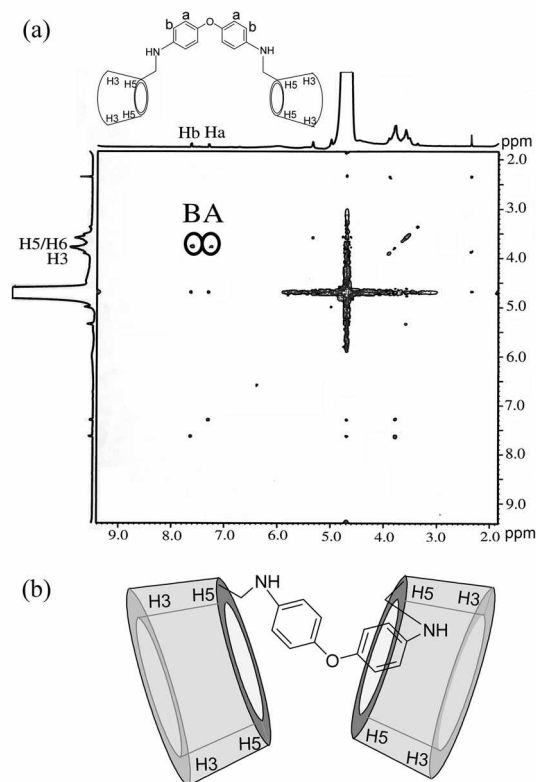 (a)
b a O a b
NH HN
H3 H5 H5 H3
H3 H5 H5 H3
Hb Ha
ppm
2.0
B A
H5/H6
H3
3.0
4.0
5.0
6.0
7.0
8.0
9.0
9.0 8.0 7.0 6.0 5.0 4.0 3.0 2.0 ppm
(b)
H3 H5 NH H5 H3
O NH
H5 H5
H3 H3